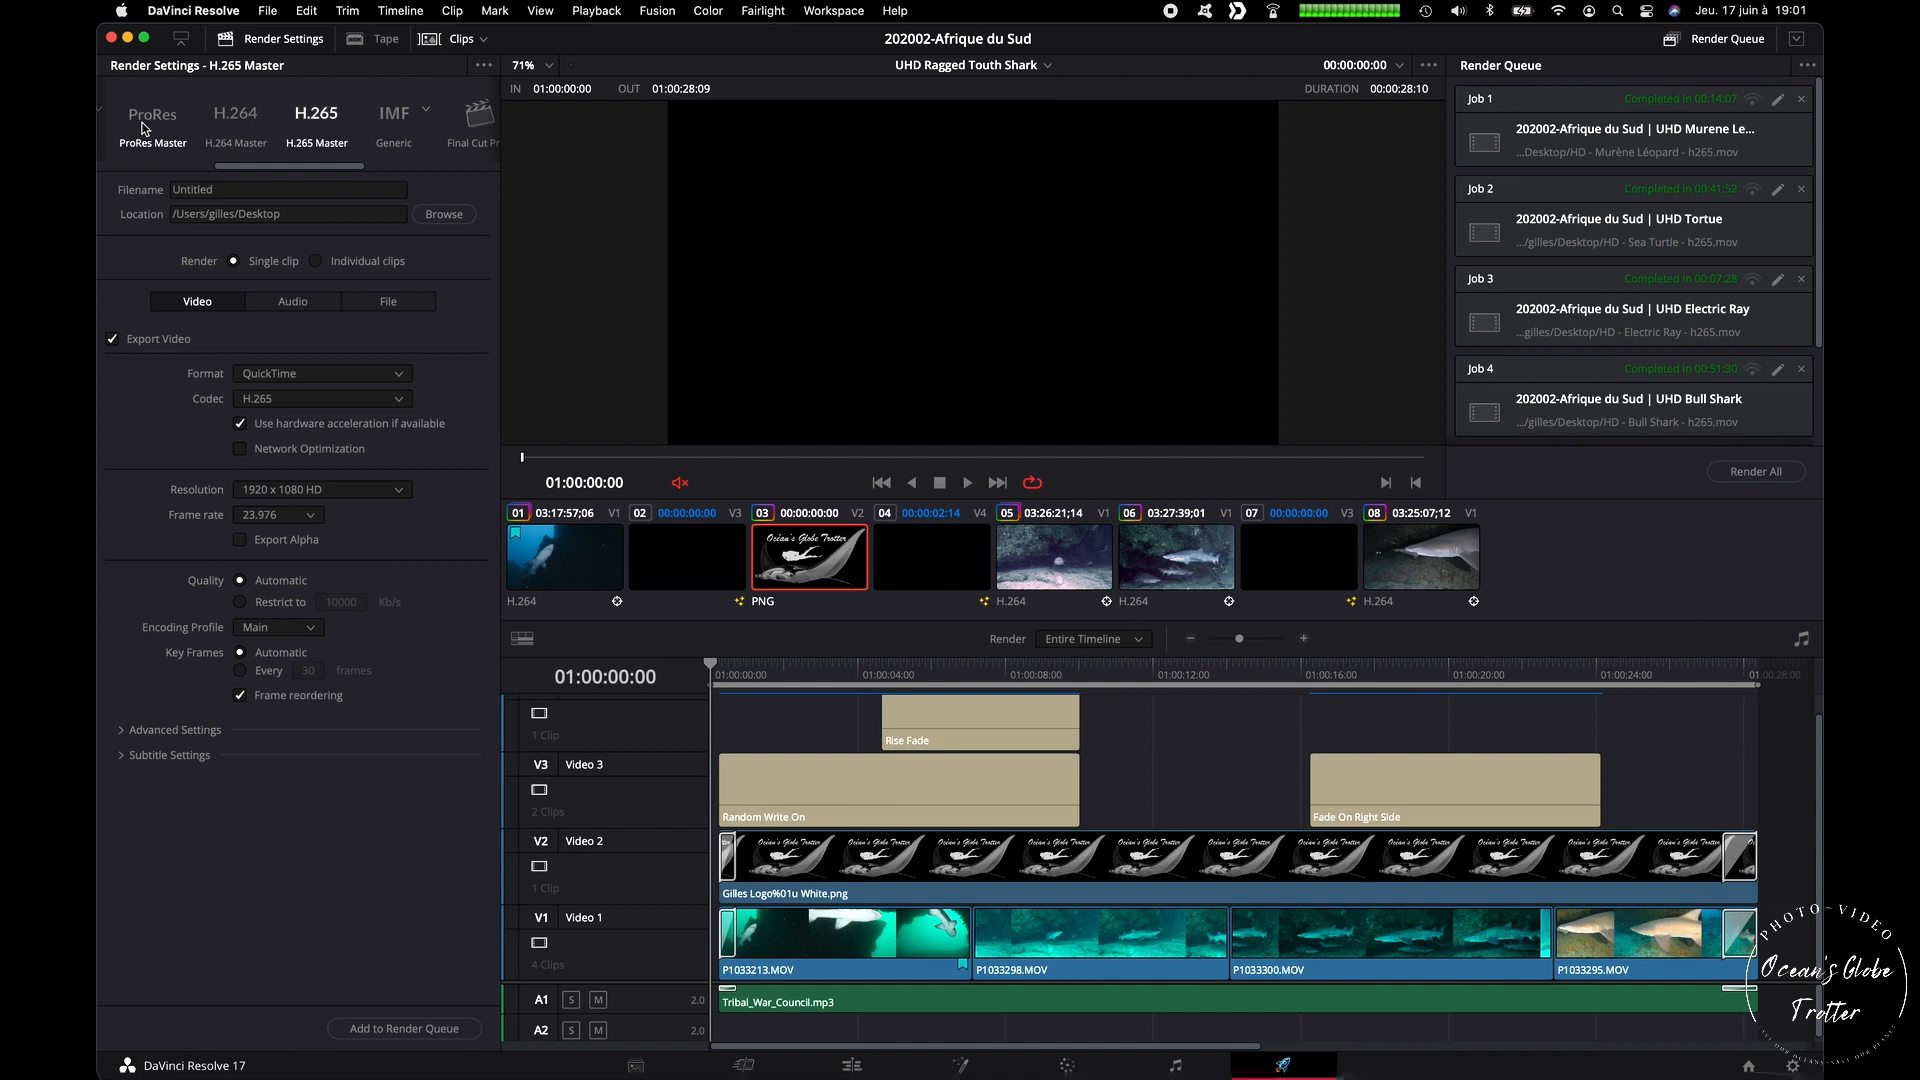 DaVinci Resolve File Edit Trim Timeline Clip Mark View Playback Fusion Color Fairlight Workspace Help Jeu. 17 juin à 19:01
Render Settings Tape Clips 202002-Afrique du Sud Render Queue
Render Settings - H.265 Master 71% UHD Ragged Touth Shark 00:00:00:00 Render Queue
IN 01:00:00:00 OUT 01:00:28:09 DURATION 00:00:28:10
ProRes H.264 H.265 IMF
ProRes Master H.264 Master H.265 Master Generic Final Cut Pr
Filename Untitled
Location /Users/gilles/Desktop Browse
Render Single clip Individual clips
Video Audio File
Export Video
Format QuickTime
Codec H.265
Use hardware acceleration if available
Network Optimization
Resolution 1920 x 1080 HD
Frame rate 23.976
Export Alpha
Quality Automatic
Restrict to 10000 Kb/s
Encoding Profile Main
Key Frames Automatic
Every 30 frames
Frame reordering
Advanced Settings
Subtitle Settings
Add to Render Queue
Job 1 Completed in 00:14:07
202002-Afrique du Sud | UHD Murene Le...
...Desktop/HD - Murène Léopard - h265.mov
Job 2 Completed in 00:41:52
202002-Afrique du Sud | UHD Tortue
.../gilles/Desktop/HD - Sea Turtle - h265.mov
Job 3 Completed in 00:07:28
202002-Afrique du Sud | UHD Electric Ray
...gilles/Desktop/HD - Electric Ray - h265.mov
Job 4 Completed in 00:51:30
202002-Afrique du Sud | UHD Bull Shark
.../gilles/Desktop/HD - Bull Shark - h265.mov
Render All
01:00:00:00
01 03:17:57;06 V1 02 00:00:00:00 V3 03 00:00:00:00 V2 04 00:00:02:14 V4 05 03:26:21;14 V1 06 03:27:39;01 V1 07 00:00:00:00 V3 08 03:25:07;12 V1
Océan's Globe Trotter
H.264 PNG H.264 H.264 H.264
Render Entire Timeline
01:00:00:00 01:00:00:00 01:00:04:00 01:00:08:00 01:00:12:00 01:00:16:00 01:00:20:00 01:00:24:00 01:00:28:00
1 Clip Rise Fade
V3 Video 3
2 Clips Random Write On Fade On Right Side
V2 Video 2
1 Clip
Gilles Logo%01u White.png
V1 Video 1
4 Clips P1033213.MOV P1033298.MOV P1033300.MOV P1033295.MOV
A1 S M 2.0 Tribal_War_Council.mp3
A2 S M 2.0
PHOTO-VIDEO
Ocean's Globe
Trotter
DaVinci Resolve 17